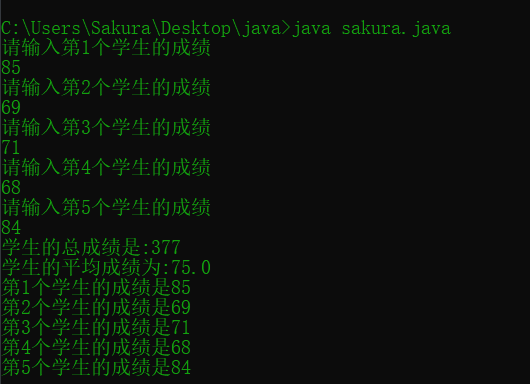 C:\Users\Sakura\Desktop\java>java sakura.java
请输入第1个学生的成绩
85
请输入第2个学生的成绩
69
请输入第3个学生的成绩
71
请输入第4个学生的成绩
68
请输入第5个学生的成绩
84
学生的总成绩是:377
学生的平均成绩为:75.0
第1个学生的成绩是85
第2个学生的成绩是69
第3个学生的成绩是71
第4个学生的成绩是68
第5个学生的成绩是84